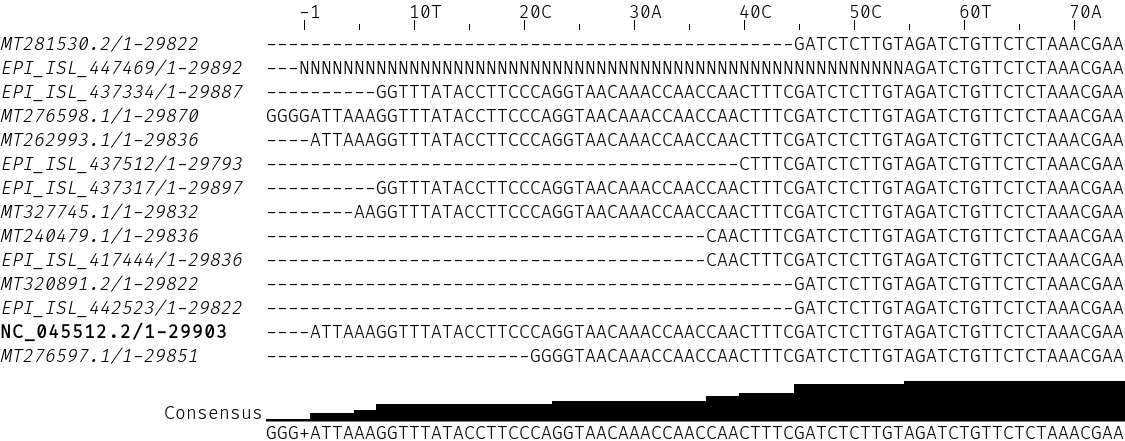 -1 10T 20C 30A 40C 50C 60T 70A
MT281530.2/1-29822 ------------------------------------------------GATCTCTTGTAGATCTGTTCTCTAAACGAA
EPI_ISL_447469/1-29892 ---NNNNNNNNNNNNNNNNNNNNNNNNNNNNNNNNNNNNNNNNNNNNNNNNNNNNNNNAGATCTGTTCTCTAAACGAA
EPI_ISL_437334/1-29887 ----------GGTTTATACCTTCCCAGGTAACAAACCAACCAACTTTCGATCTCTTGTAGATCTGTTCTCTAAACGAA
MT276598.1/1-29870 GGGGATTAAAGGTTTATACCTTCCCAGGTAACAAACCAACCAACTTTCGATCTCTTGTAGATCTGTTCTCTAAACGAA
MT262993.1/1-29836 ----ATTAAAGGTTTATACCTTCCCAGGTAACAAACCAACCAACTTTCGATCTCTTGTAGATCTGTTCTCTAAACGAA
EPI_ISL_437512/1-29793 -------------------------------------------CTTTCGATCTCTTGTAGATCTGTTCTCTAAACGAA
EPI_ISL_437317/1-29897 ----------GGTTTATACCTTCCCAGGTAACAAACCAACCAACTTTCGATCTCTTGTAGATCTGTTCTCTAAACGAA
MT327745.1/1-29832 --------AAGGTTTATACCTTCCCAGGTAACAAACCAACCAACTTTCGATCTCTTGTAGATCTGTTCTCTAAACGAA
MT240479.1/1-29836 ----------------------------------------CAACTTTCGATCTCTTGTAGATCTGTTCTCTAAACGAA
EPI_ISL_417444/1-29836 ----------------------------------------CAACTTTCGATCTCTTGTAGATCTGTTCTCTAAACGAA
MT320891.2/1-29822 ------------------------------------------------GATCTCTTGTAGATCTGTTCTCTAAACGAA
EPI_ISL_442523/1-29822 ------------------------------------------------GATCTCTTGTAGATCTGTTCTCTAAACGAA
NC_045512.2/1-29903 ----ATTAAAGGTTTATACCTTCCCAGGTAACAAACCAACCAACTTTCGATCTCTTGTAGATCTGTTCTCTAAACGAA
MT276597.1/1-29851 ------------------------GGGGTAACAAACCAACCAACTTTCGATCTCTTGTAGATCTGTTCTCTAAACGAA
Consensus
GGG+ATTAAAGGTTTATACCTTCCCAGGTAACAAACCAACCAACTTTCGATCTCTTGTAGATCTGTTCTCTAAACGAA